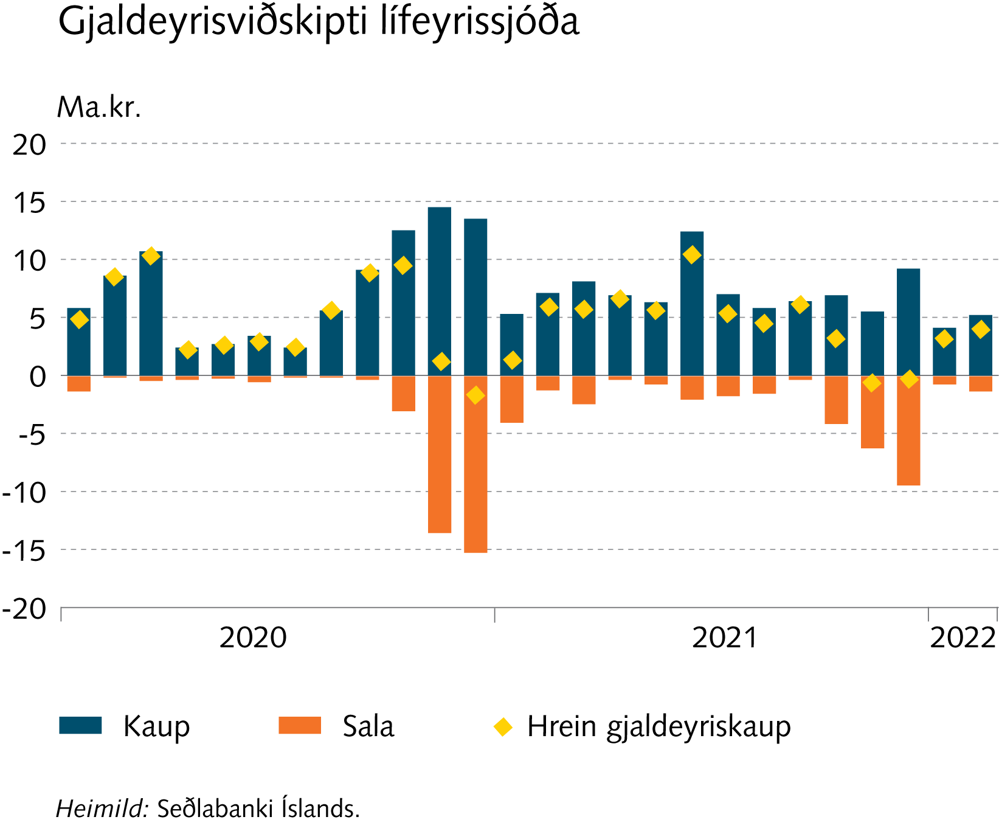 Gjaldeyrisviðskipti lífeyrissjóða
Ma.kr.
20
15
10
5
0
-5
-10
-15
-20
2020 2021 2022
Kaup Sala Hrein gjaldeyriskaup
Heimild: Seðlabanki Íslands.